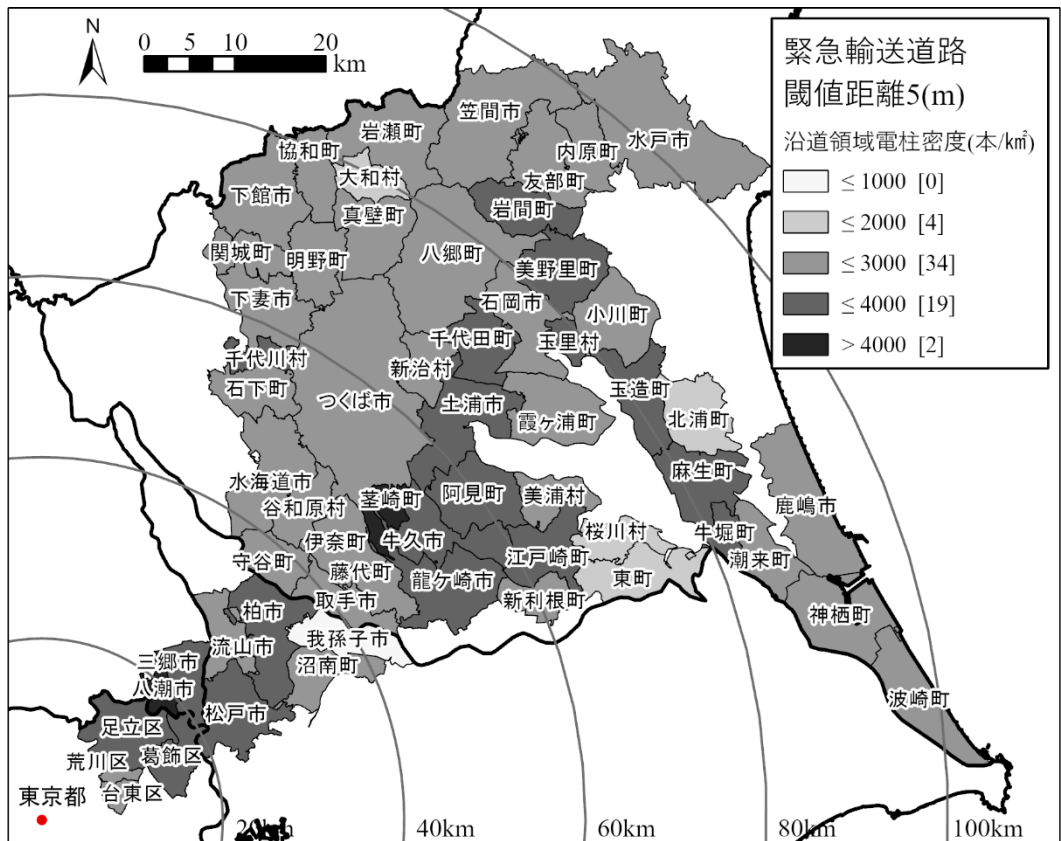 N
0 5 10 20
km
緊急輸送道路
閾値距離5(m)
沿道領域電柱密度(本/㎢)
≤ 1000 [0]
≤ 2000 [4]
≤ 3000 [34]
≤ 4000 [19]
> 4000 [2]
笠間市
岩瀬町
水戸市
協和町
内原町
大和村
友部町
下館市
岩間町
真壁町
関城町
明野町
八郷町
美野里町
下妻市
石岡市
小川町
千代田町
玉里村
千代川村
新治村
石下町
つくば市
土浦市
霞ヶ浦町
玉造町
北浦町
麻生町
水海道市
茎崎町
阿見町
美浦村
鹿嶋市
谷和原村
伊奈町
牛久市
桜川村
牛堀町
守谷町
藤代町
龍ケ崎市
江戸崎町
東町
潮来町
取手市
新利根町
神栖町
柏市
我孫子市
流山市
沼南町
三郷市
八潮市
波崎町
松戸市
足立区
荒川区
葛飾区
台東区
東京都
20km
40km
60km
80km
100km